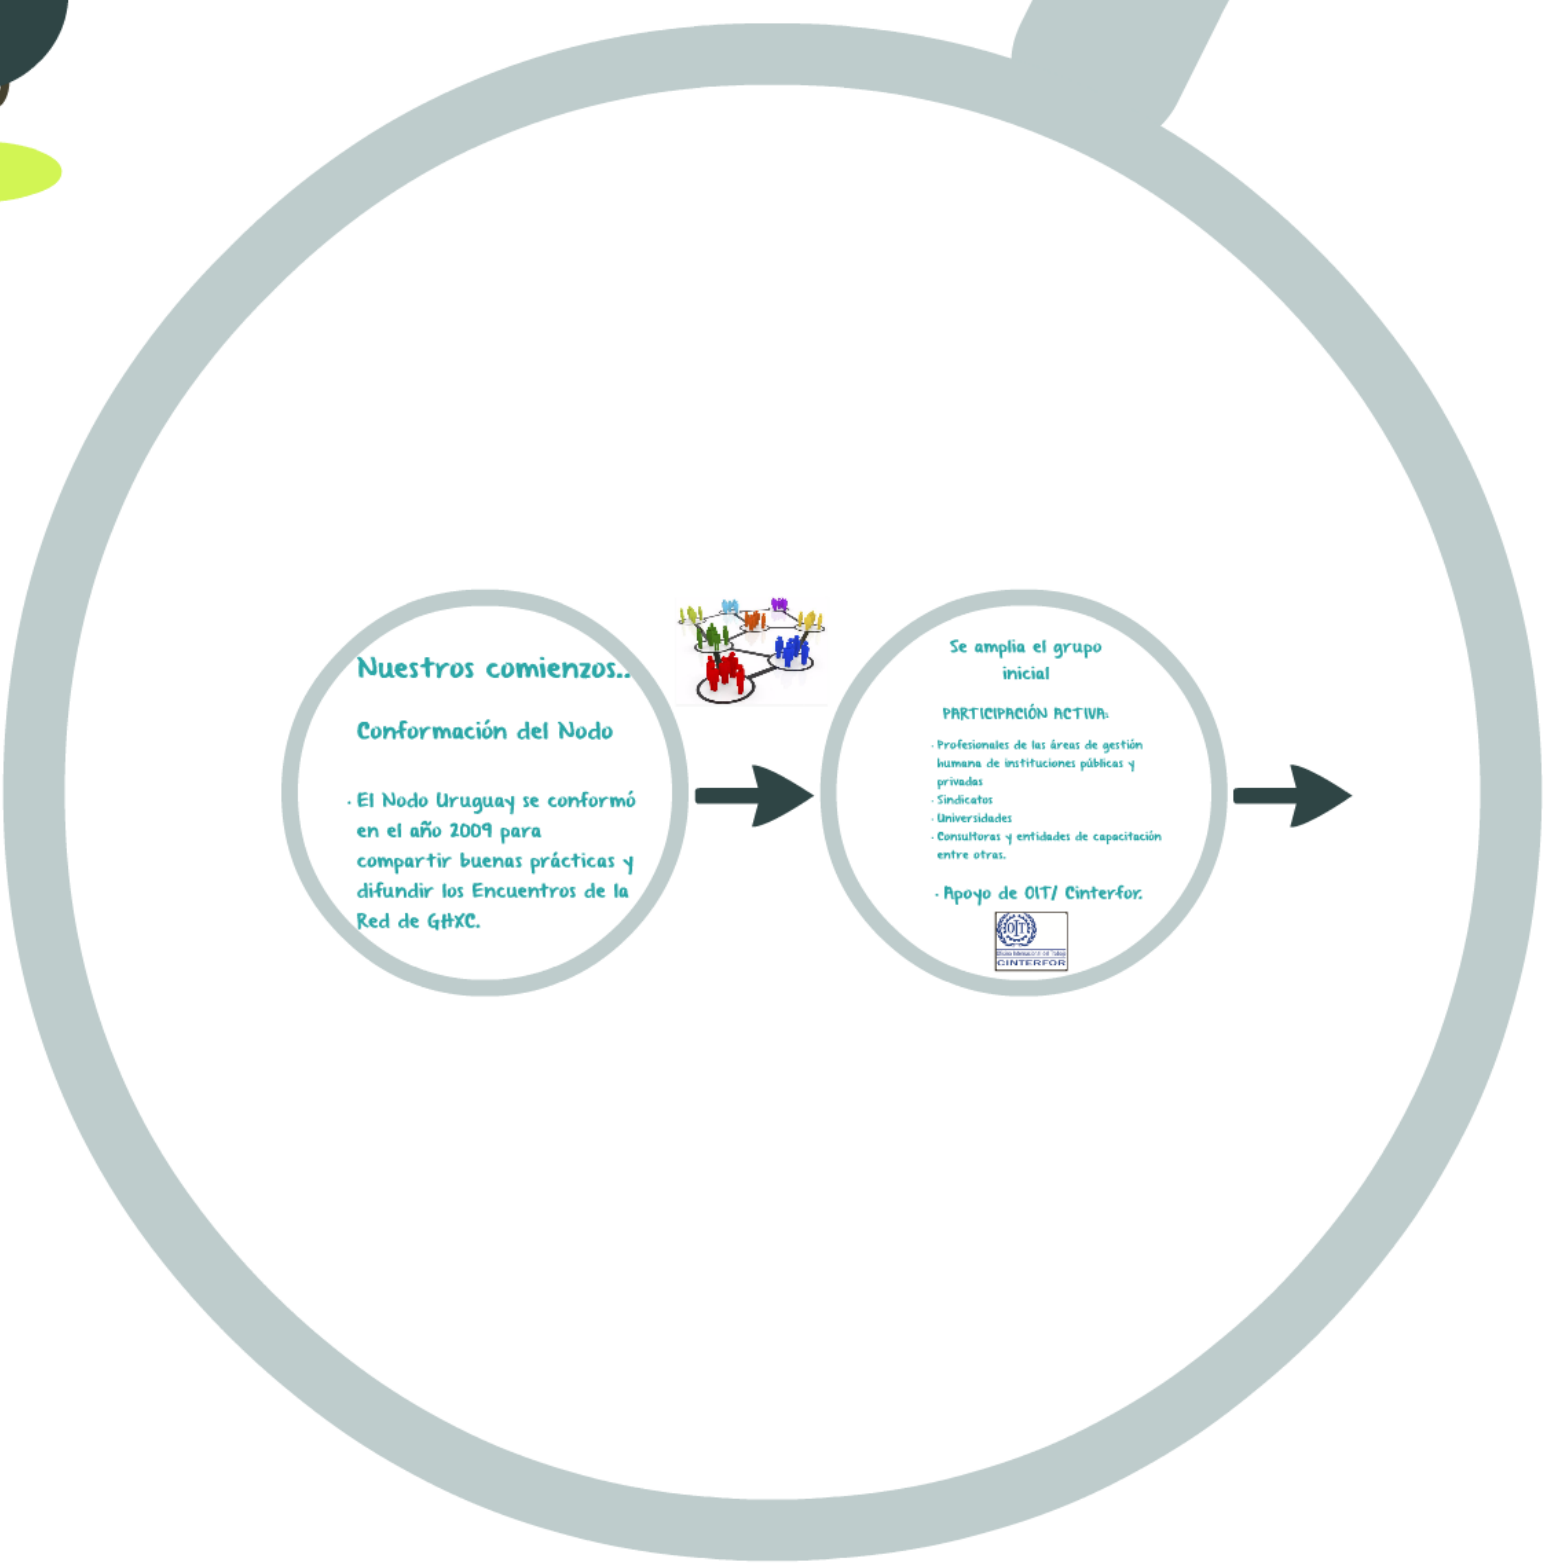 Nuestros comienzos..
Conformación del Nodo
· El Nodo Uruguay se conformó
en el año 2009 para
compartir buenas prácticas y
difundir los Encuentros de la
Red de GHXC.
Se amplia el grupo
inicial
PARTICIPACIÓN ACTIVA:
· Profesionales de las áreas de gestión
humana de instituciones públicas y
privadas
· Sindicatos
· Universidades
· Consultoras y entidades de capacitación
entre otras.
· Apoyo de OIT/ Cinterfor.
OIT
CINTERFOR